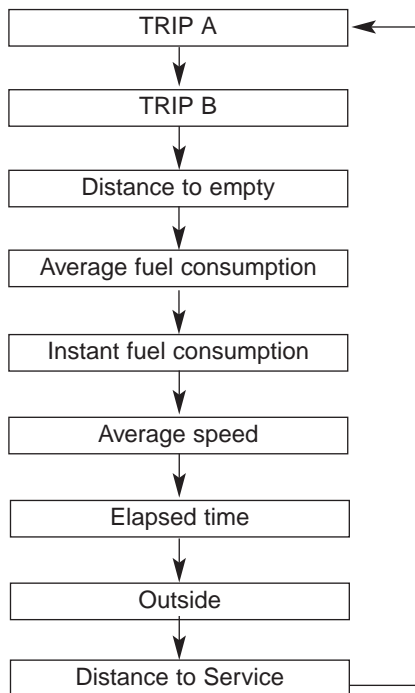 TRIP A
TRIP B
Distance to empty
Average fuel consumption
Instant fuel consumption
Average speed
Elapsed time
Outside
Distance to Service